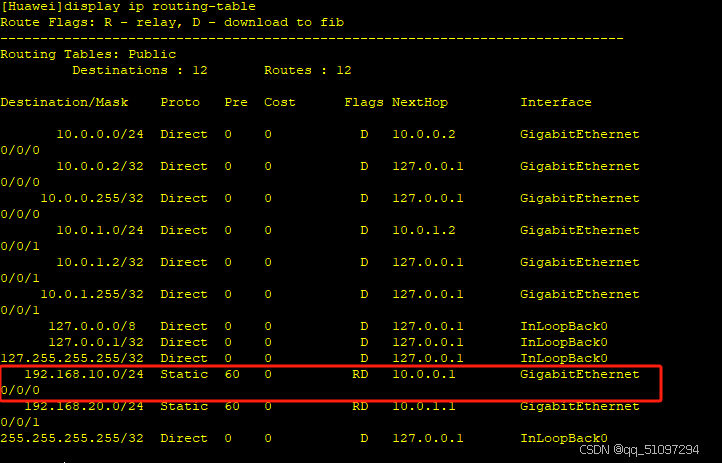 [Huawei]display ip routing-table
Route Flags: R - relay, D - download to fib
------------------------------------------------------------------------------
Routing Tables: Public
         Destinations : 12       Routes : 12
Destination/Mask    Proto   Pre  Cost      Flags NextHop         Interface
       10.0.0.0/24  Direct  0    0           D   10.0.0.2        GigabitEthernet
0/0/0
       10.0.0.2/32  Direct  0    0           D   127.0.0.1       GigabitEthernet
0/0/0
     10.0.0.255/32  Direct  0    0           D   127.0.0.1       GigabitEthernet
0/0/0
       10.0.1.0/24  Direct  0    0           D   10.0.1.2        GigabitEthernet
0/0/1
       10.0.1.2/32  Direct  0    0           D   127.0.0.1       GigabitEthernet
0/0/1
     10.0.1.255/32  Direct  0    0           D   127.0.0.1       GigabitEthernet
0/0/1
      127.0.0.0/8   Direct  0    0           D   127.0.0.1       InLoopBack0
      127.0.0.1/32  Direct  0    0           D   127.0.0.1       InLoopBack0
127.255.255.255/32  Direct  0    0           D   127.0.0.1       InLoopBack0
   192.168.10.0/24  Static  60   0          RD   10.0.0.1        GigabitEthernet
0/0/0
   192.168.20.0/24  Static  60   0          RD   10.0.1.1        GigabitEthernet
0/0/1
255.255.255.255/32  Direct  0    0           D   127.0.0.1       InLoopBack0
CSDN @qq_51097294